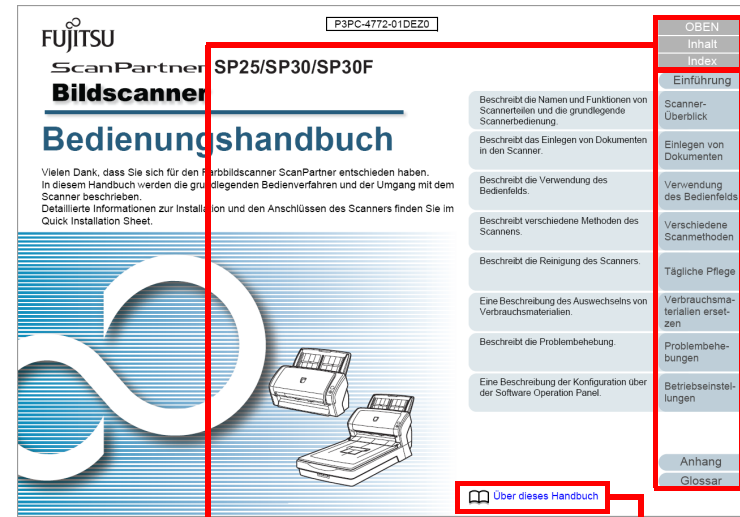 P3PC-4772-01DEZ0
FUJITSU
ScanPartner SP25/SP30/SP30F
Bildscanner
Bedienungshandbuch
Vielen Dank, dass Sie sich für den Farbbildscanner ScanPartner entschieden haben.
In diesem Handbuch werden die grundlegenden Bedienverfahren und der Umgang mit dem
Scanner beschrieben.
Detaillierte Informationen zur Installation und den Anschlüssen des Scanners finden Sie im
Quick Installation Sheet.
OBEN
Inhalt
Index
Einführung
Beschreibt die Namen und Funktionen von
Scannerteilen und die grundlegende
Scannerbedienung.
Scanner-
Überblick
Beschreibt das Einlegen von Dokumenten
in den Scanner.
Einlegen von
Dokumenten
Beschreibt die Verwendung des
Bedienfelds.
Verwendung
des Bedienfelds
Beschreibt verschiedene Methoden des
Scannens.
Verschiedene
Scanmethoden
Beschreibt die Reinigung des Scanners.
Tägliche Pflege
Eine Beschreibung des Auswechselns von
Verbrauchsmaterialien.
Verbrauchsma-
terialien erset-
zen
Beschreibt die Problembehebung.
Problembehe-
bungen
Eine Beschreibung der Konfiguration über
der Software Operation Panel.
Betriebseinstel-
lungen
Anhang
Glossar
Über dieses Handbuch